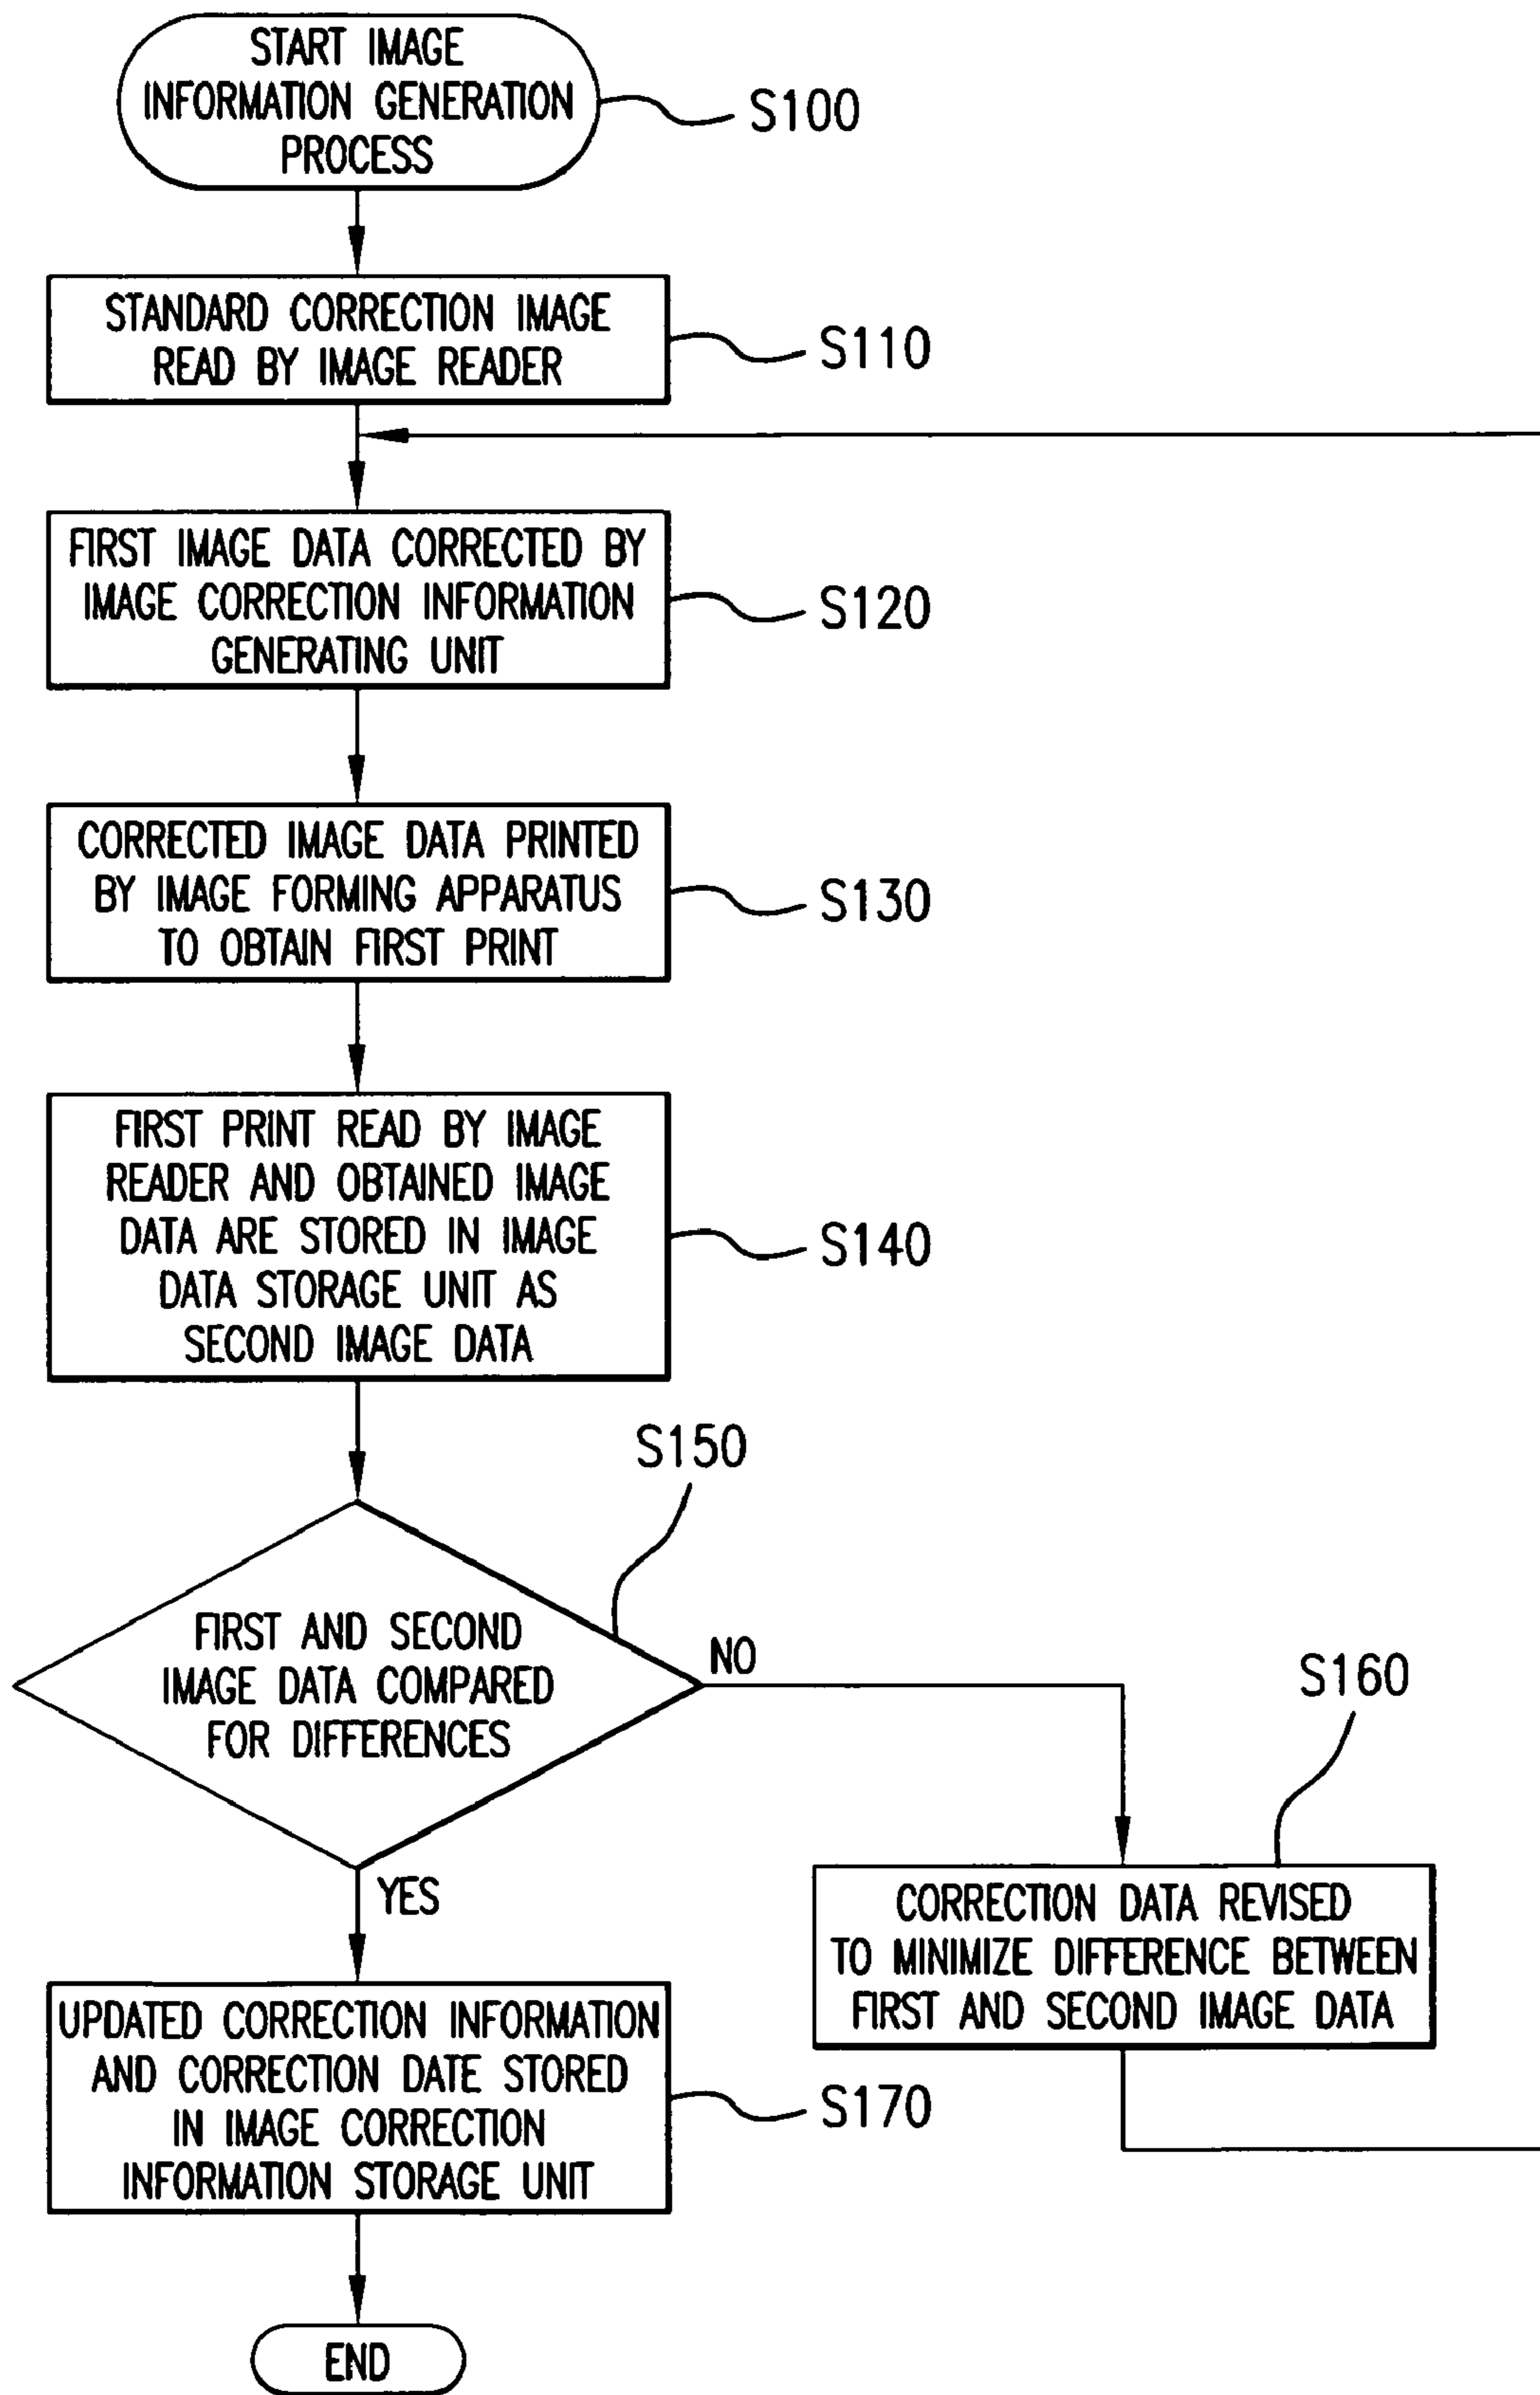 START IMAGE
INFORMATION GENERATION
PROCESS
S100
STANDARD CORRECTION IMAGE
READ BY IMAGE READER
S110
FIRST IMAGE DATA CORRECTED BY
IMAGE CORRECTION INFORMATION
GENERATING UNIT
S120
CORRECTED IMAGE DATA PRINTED
BY IMAGE FORMING APPARATUS
TO OBTAIN FIRST PRINT
S130
FIRST PRINT READ BY IMAGE
READER AND OBTAINED IMAGE
DATA ARE STORED IN IMAGE
DATA STORAGE UNIT AS
SECOND IMAGE DATA
S140
S150
FIRST AND SECOND
IMAGE DATA COMPARED
FOR DIFFERENCES
NO
YES
S160
CORRECTION DATA REVISED
TO MINIMIZE DIFFERENCE BETWEEN
FIRST AND SECOND IMAGE DATA
UPDATED CORRECTION INFORMATION
AND CORRECTION DATE STORED
IN IMAGE CORRECTION
INFORMATION STORAGE UNIT
S170
END